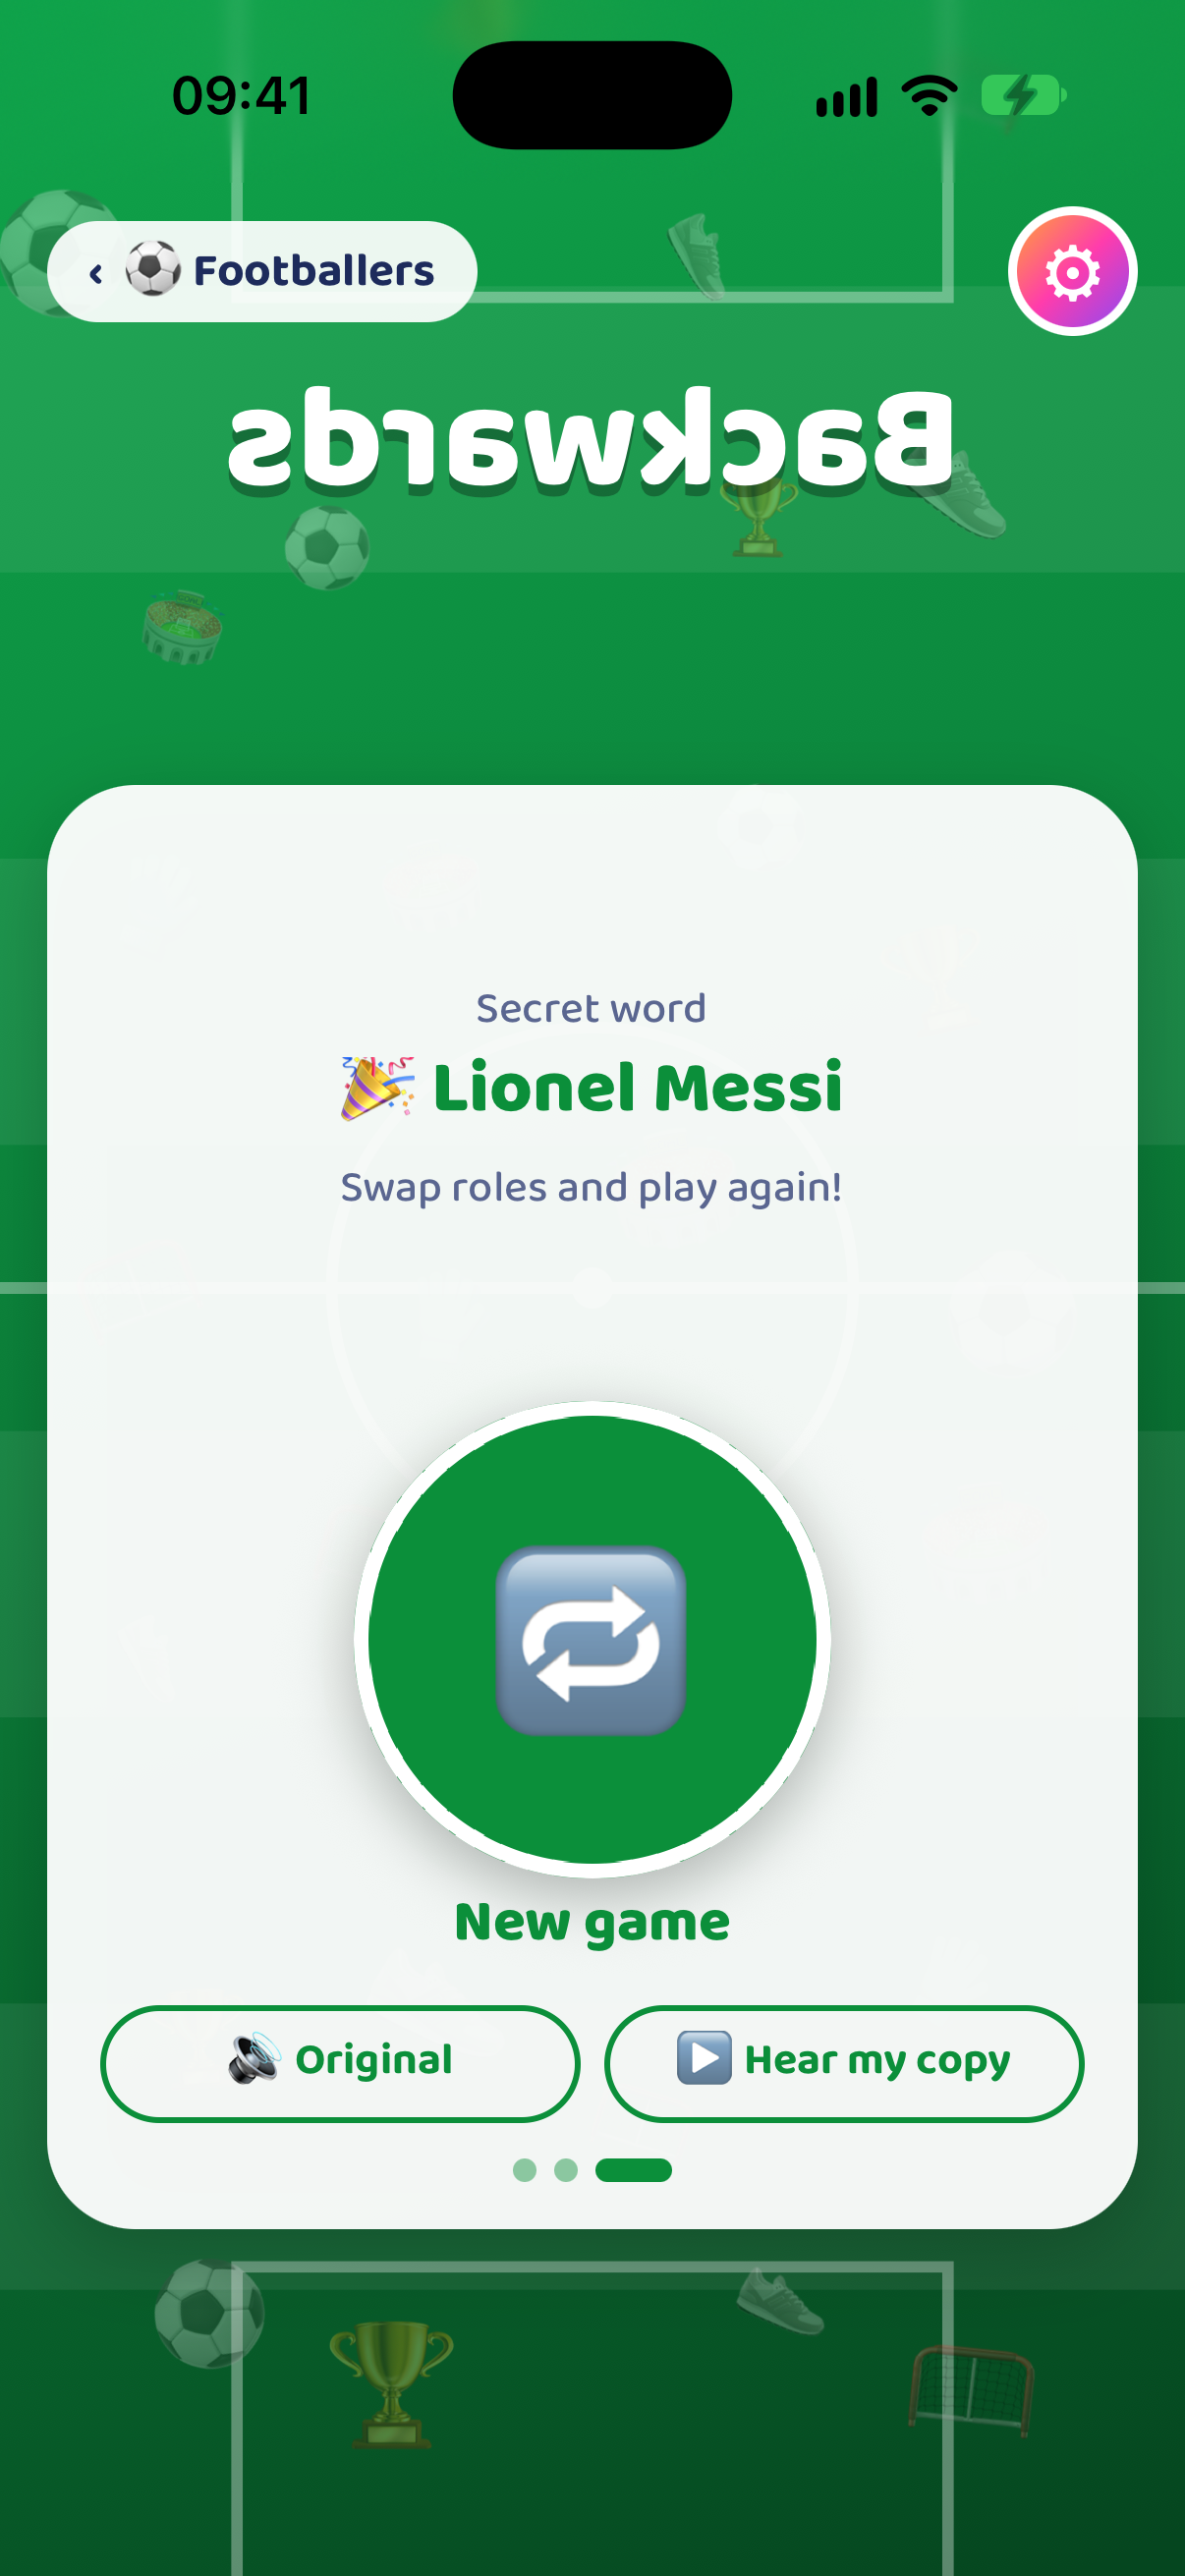 09:41
‹ Footballers
Backwards
Secret word
Lionel Messi
Swap roles and play again!
New game
Original
Hear my copy